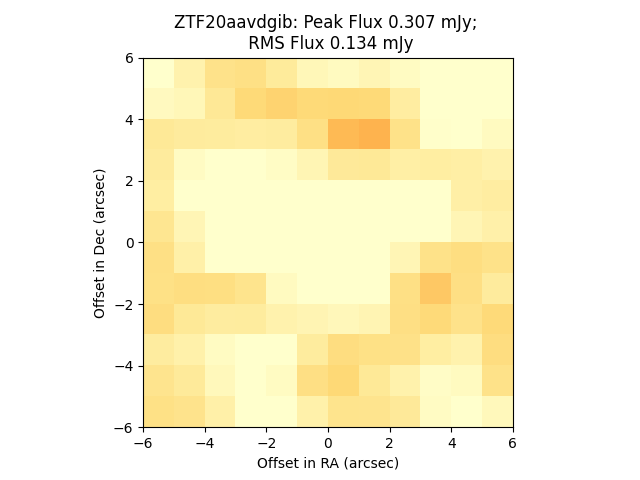 ZTF20aavdgib: Peak Flux 0.307 mJy;
RMS Flux 0.134 mJy
6
4
2
0
−2
−4
−6
Offset in Dec (arcsec)
−6 −4 −2 0 2 4 6
Offset in RA (arcsec)